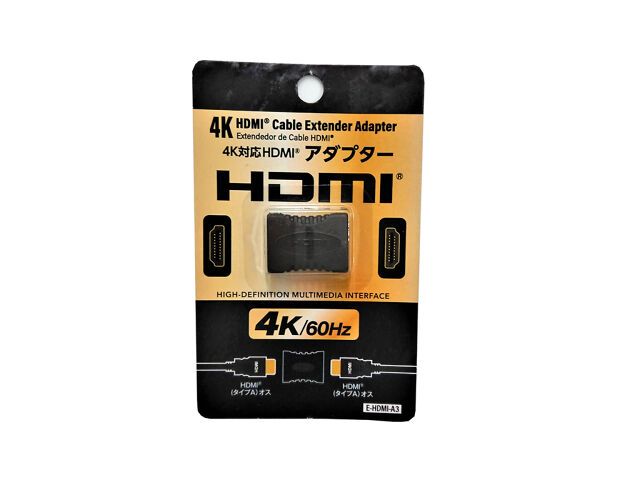 4K HDMI® Cable Extender Adapter
Extendedor de Cable HDMI®
4K対応HDMI® アダプター
HDMI®
HIGH-DEFINITION MULTIMEDIA INTERFACE
4K/60Hz
HDMI
HDMI
HDMI®
(タイプA)オス
HDMI®
(タイプA)オス
E-HDMI-A3